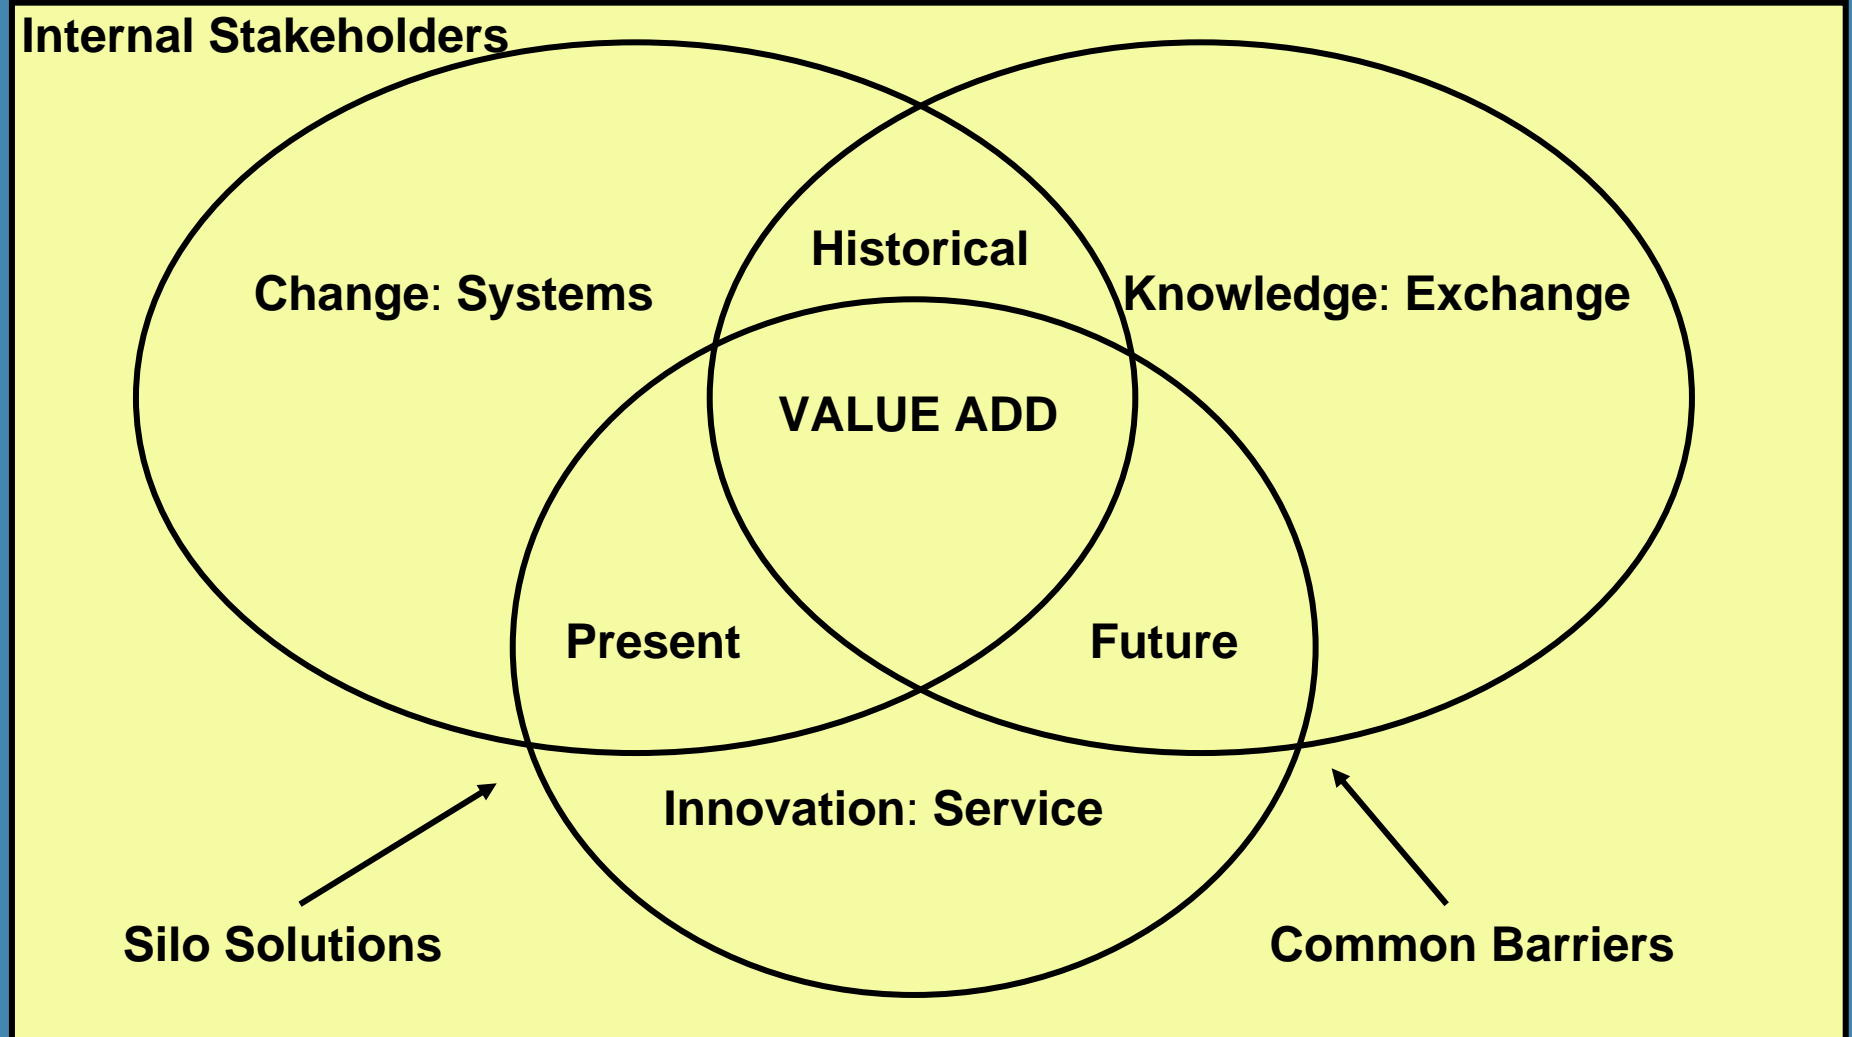 Internal Stakeholders
Historical
Change: Systems
Knowledge: Exchange
VALUE ADD
Present
Future
Innovation: Service
Silo Solutions
Common Barriers